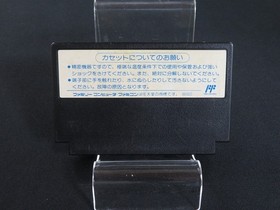 カセットについてのお願い
●精密機器ですので、極端な温度条件下での使用や保管および強い
ショックをさけてください。また、絶対に分解しないでください。
●端子部に手を触れたり、水にぬらしたりして汚さないようにしてく
ださい。故障の原因となります。
ファミリーコンピュータ ファミコン は任天堂の商標です。